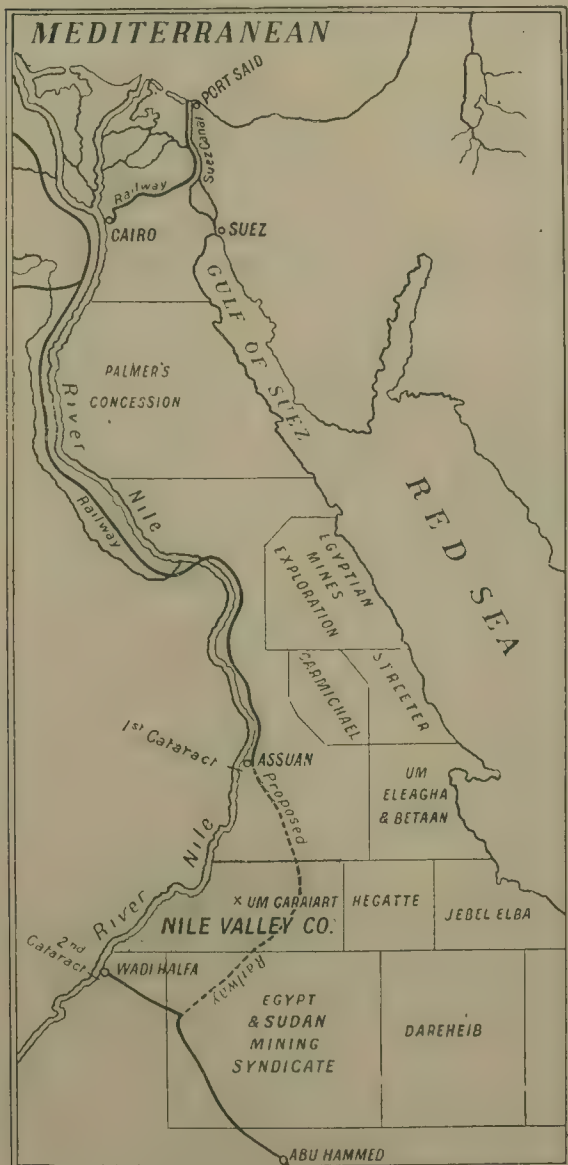 MEDITERRANEAN
PORT SAID
Suez Canal
Railway
CAIRO
SUEZ
GULF OF SUEZ
PALMER'S
CONCESSION
River
Nile
Railway
RED SEA
EGYPTIAN
MINES
EXPLORATION
CARMICHAEL
STREETER
1st Cataract
ASSUAN
Proposed
UM
ELEAGHA
& BETAAN
River Nile
x UM GARAIART
HEGATTE
JEBEL ELBA
NILE VALLEY CO.
2nd
Cataract
WADI HALFA
Railway
EGYPT
& SUDAN
MINING
SYNDICATE
DAREHEIB
ABU HAMMED